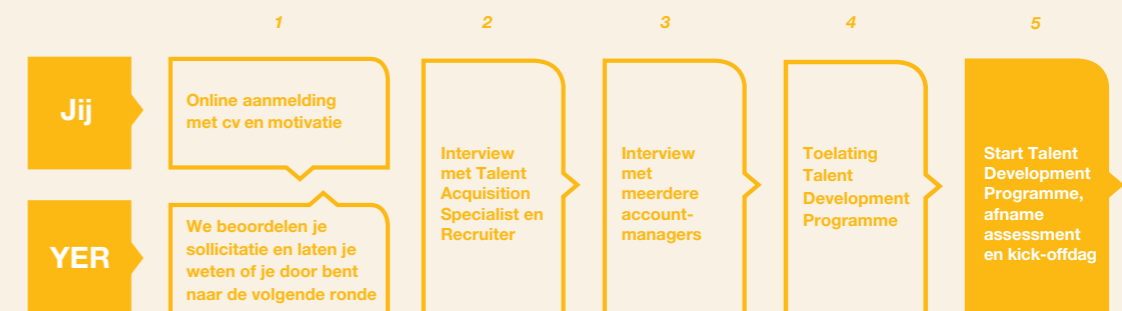 1
2
3
4
5
Jij
Online aanmelding
met cv en motivatie
YER
We beoordelen je
sollicitatie en laten je
weten of je door bent
naar de volgende ronde
Interview
met Talent
Acquisition
Specialist en
Recruiter
Interview
met
meerdere
account-
managers
Toelating
Talent
Development
Programme
Start Talent
Development
Programme,
afname
assessment
en kick-offdag